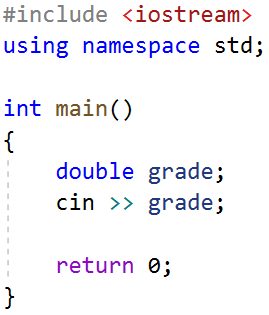 #include <iostream>
using namespace std;

int main()
{
    double grade;
    cin >> grade;

    return 0;
}